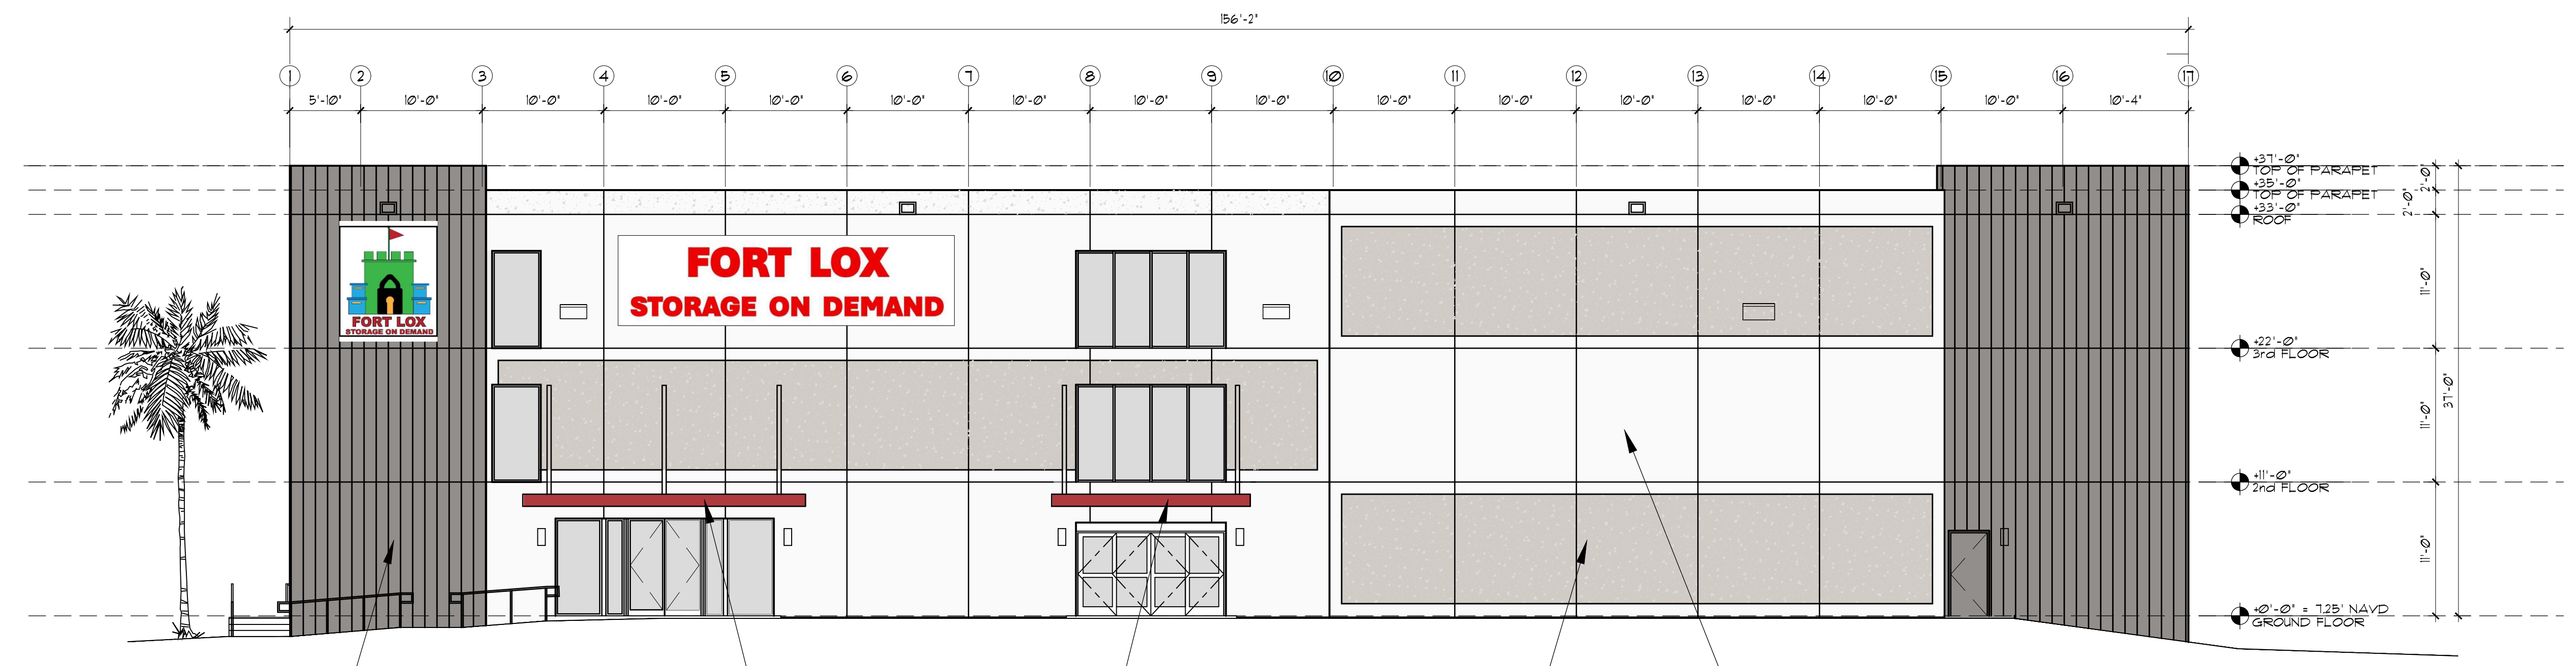 156'-2"
1 2 3 4 5 6 7 8 9 10 11 12 13 14 15 16 17
5'-10" 10'-0" 10'-0" 10'-0" 10'-0" 10'-0" 10'-0" 10'-0" 10'-0" 10'-0" 10'-0" 10'-0" 10'-0" 10'-0" 10'-0" 10'-4"
FORT LOX
STORAGE ON DEMAND
FORT LOX
STORAGE ON DEMAND
+37'-0"
TOP OF PARAPET
+35'-0"
TOP OF PARAPET
+33'-0"
ROOF
+22'-0"
3rd FLOOR
+11'-0"
2nd FLOOR
+0'-0" = 7.25' NAVD
GROUND FLOOR
2'-0"
2'-0"
11'-0"
11'-0"
11'-0"
37'-0"